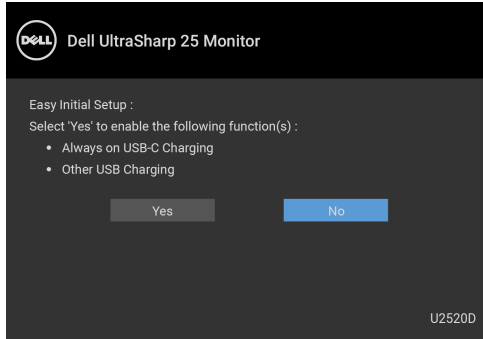 DELL Dell UltraSharp 25 Monitor
Easy Initial Setup :
Select 'Yes' to enable the following function(s) :
• Always on USB-C Charging
• Other USB Charging
Yes No
U2520D